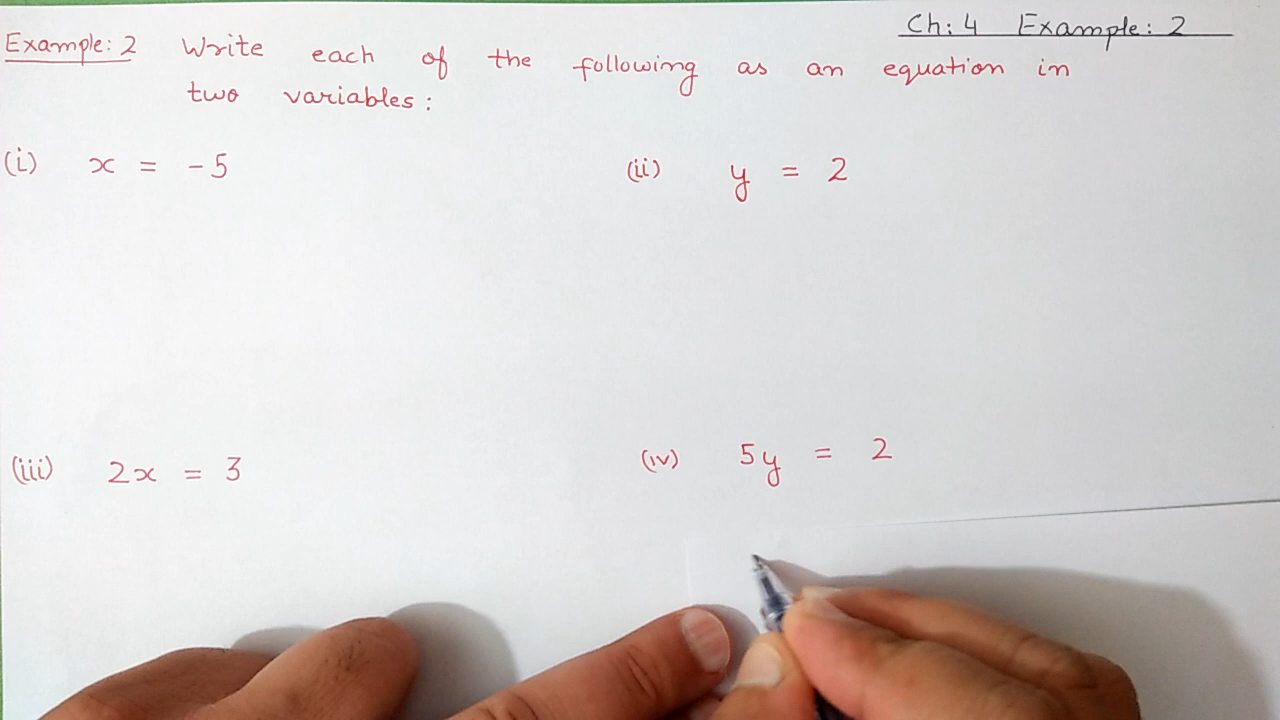 Ch: 4 Example: 2
Example: 2 Write each of the following as an equation in
two variables:
(i) x = -5
(ii) y = 2
(iii) 2x = 3
(iv) 5y = 2